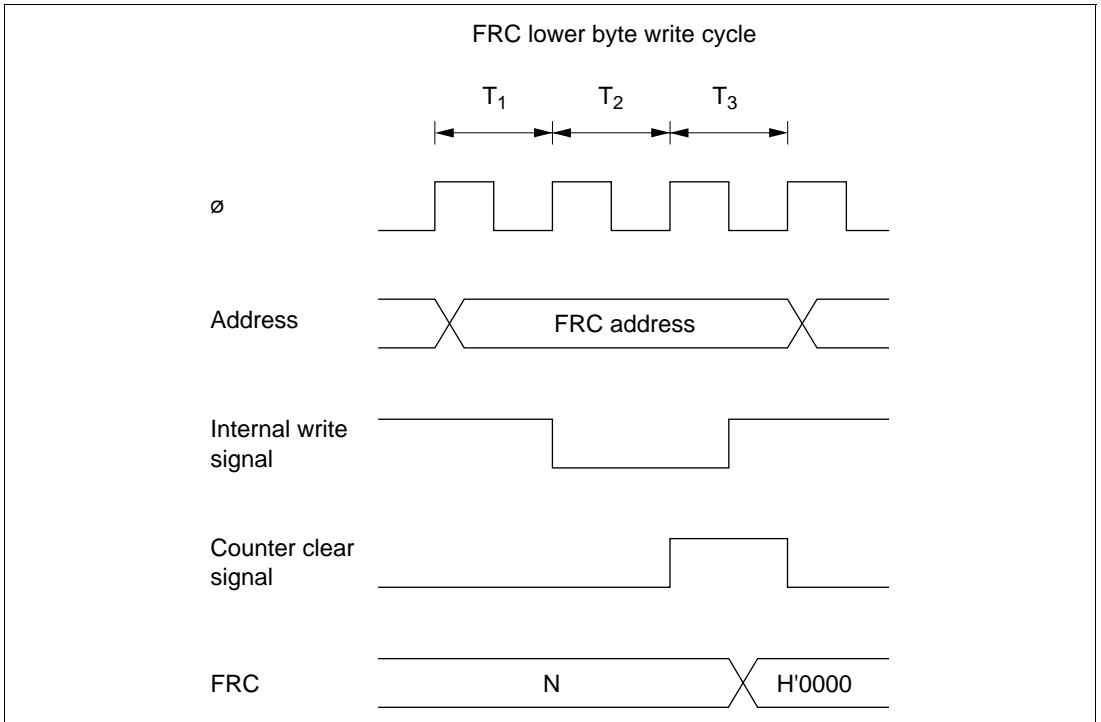 FRC lower byte write cycle
T₁ T₂ T₃
ø
Address
FRC address
Internal write
signal
Counter clear
signal
FRC
N
H'0000